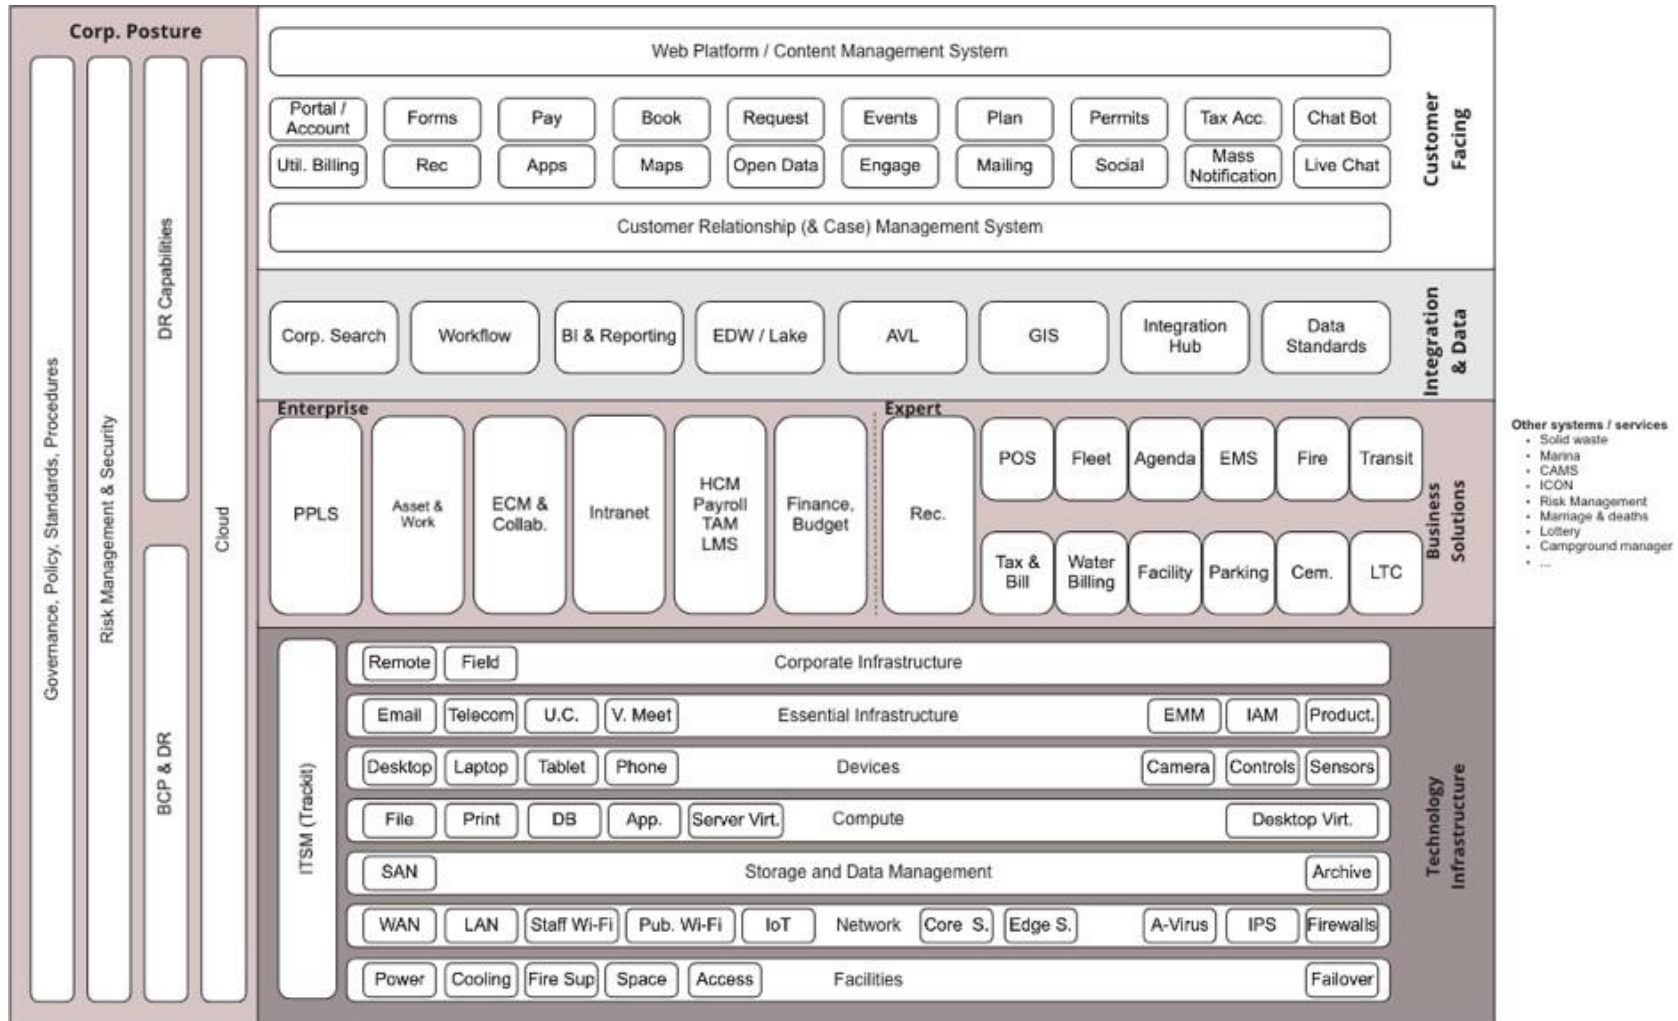 Corp. Posture
Governance, Policy, Standards, Procedures
Risk Management & Security
DR Capabilities
BCP & DR
Cloud
Web Platform / Content Management System
Portal /
Account
Forms
Pay
Book
Request
Events
Plan
Permits
Tax Acc.
Chat Bot
Util. Billing
Rec
Apps
Maps
Open Data
Engage
Mailing
Social
Mass
Notification
Live Chat
Customer Relationship (& Case) Management System
Customer
Facing
Corp. Search
Workflow
BI & Reporting
EDW / Lake
AVL
GIS
Integration
Hub
Data
Standards
Integration
& Data
Enterprise
PPLS
Asset &
Work
ECM &
Collab.
Intranet
HCM
Payroll
TAM
LMS
Finance,
Budget
Expert
Rec.
POS
Fleet
Agenda
EMS
Fire
Transit
Tax &
Bill
Water
Billing
Facility
Parking
Cem.
LTC
Business
Solutions
Other systems / services
• Solid waste
• Marina
• CAMS
• ICON
• Risk Management
• Marriage & deaths
• Lottery
• Campground manager
• ...
ITSM (Trackit)
Remote
Field
Corporate Infrastructure
Email
Telecom
U.C.
V. Meet
Essential Infrastructure
EMM
IAM
Product.
Desktop
Laptop
Tablet
Phone
Devices
Camera
Controls
Sensors
File
Print
DB
App.
Server Virt.
Compute
Desktop Virt.
SAN
Storage and Data Management
Archive
WAN
LAN
Staff Wi-Fi
Pub. Wi-Fi
IoT
Network
Core S.
Edge S.
A-Virus
IPS
Firewalls
Power
Cooling
Fire Sup
Space
Access
Facilities
Failover
Technology
Infrastructure